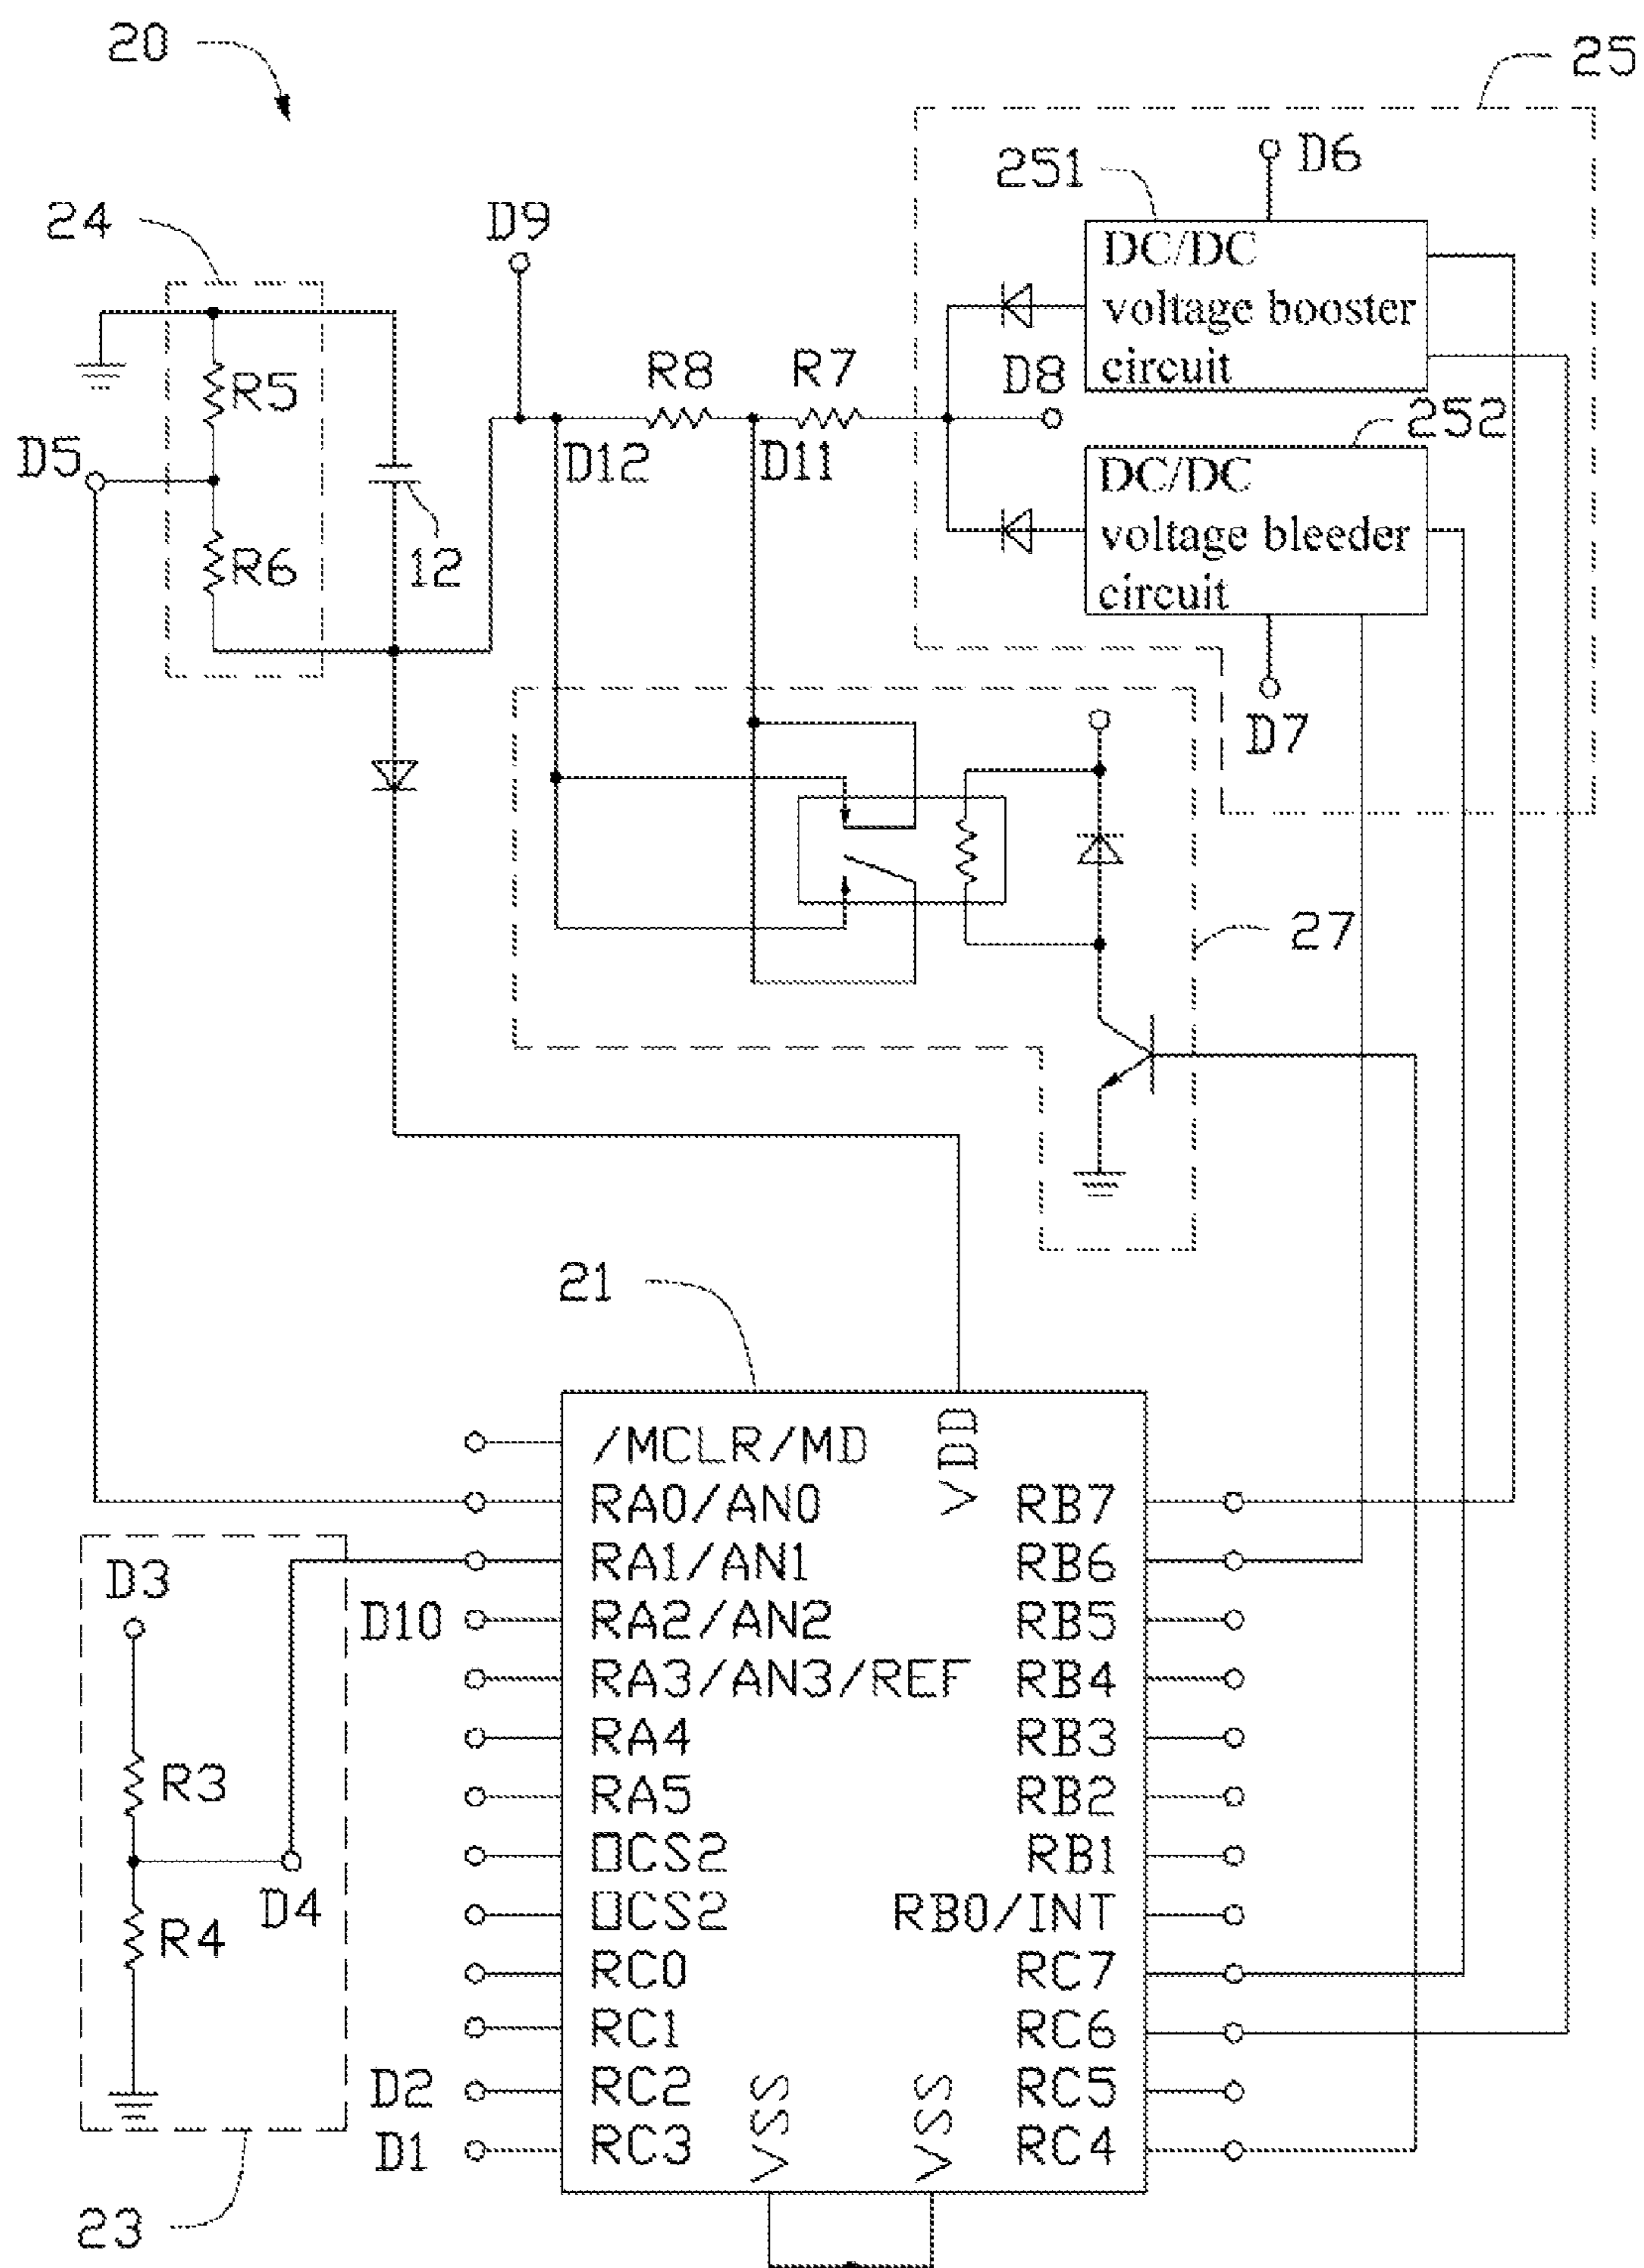 20
25
251
D6
24
D9
DC/DC
voltage booster
circuit
R5
R8
R7
D8
252
D5
D12
D11
DC/DC
voltage bleeder
circuit
R6
12
D7
27
21
/MCLR/MD
VDD
RA0/AN0
RB7
D3
RA1/AN1
RB6
D10
RA2/AN2
RB5
RA3/AN3/REF
RB4
RA4
RB3
R3
RA5
RB2
OCS2
RB1
D4
R4
OCS2
RB0/INT
RC0
RC7
RC1
RC6
D2
RC2
VSS
VSS
RC5
D1
RC3
RC4
23